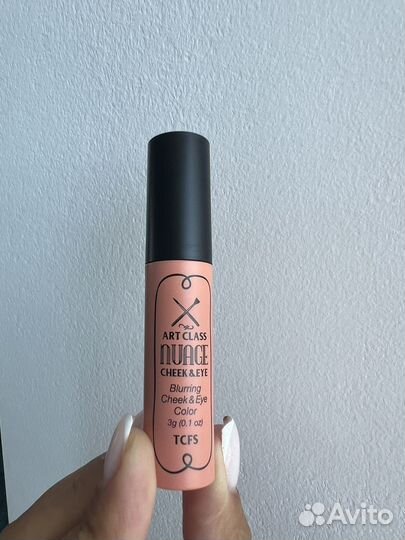 ART CLASS
NUAGE
CHEEK & EYE
Blurring
Cheek & Eye
Color
3g (0.1 oz)
TCFS
Avito